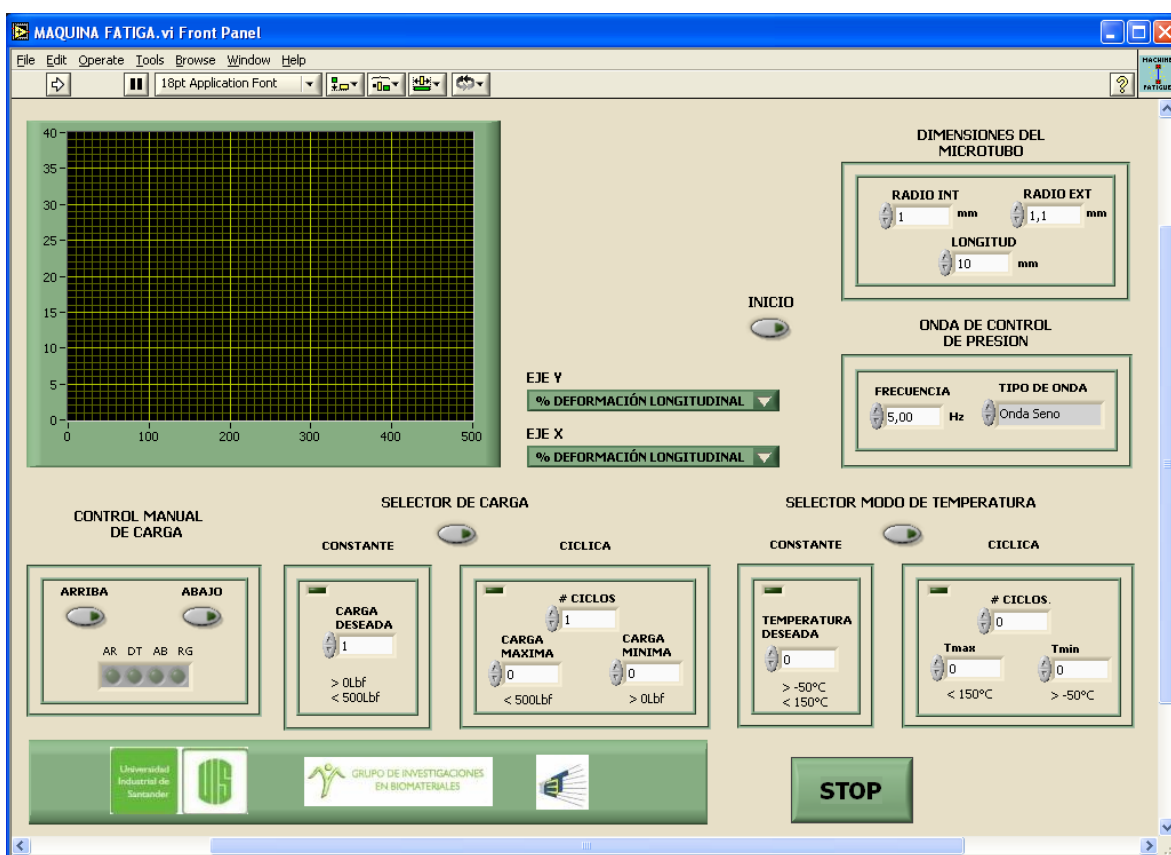 MAQUINA FATIGA.vi Front Panel
File Edit Operate Tools Browse Window Help
18pt Application Font
?
MACHINE
FATIGUE
40
35
30
25
20
15
10
5
0
0 100 200 300 400 500
EJE Y
% DEFORMACIÓN LONGITUDINAL
EJE X
% DEFORMACIÓN LONGITUDINAL
INICIO
DIMENSIONES DEL
MICROTUBO
RADIO INT RADIO EXT
1 mm 1,1 mm
LONGITUD
10 mm
ONDA DE CONTROL
DE PRESION
FRECUENCIA TIPO DE ONDA
5,00 Hz Onda Seno
CONTROL MANUAL
DE CARGA
ARRIBA ABAJO
AR DT AB RG
SELECTOR DE CARGA
CONSTANTE CICLICA
CARGA
DESEADA
1
> 0Lbf
< 500Lbf
# CICLOS
1
CARGA
MAXIMA
0
< 500Lbf
CARGA
MINIMA
0
> 0Lbf
SELECTOR MODO DE TEMPERATURA
CONSTANTE CICLICA
TEMPERATURA
DESEADA
0
> -50°C
< 150°C
# CICLOS.
0
Tmax
0
< 150°C
Tmin
0
> -50°C
Universidad
Industrial de
Santander
UIS
GRUPO DE INVESTIGACIONES
EN BIOMATERIALES
STOP